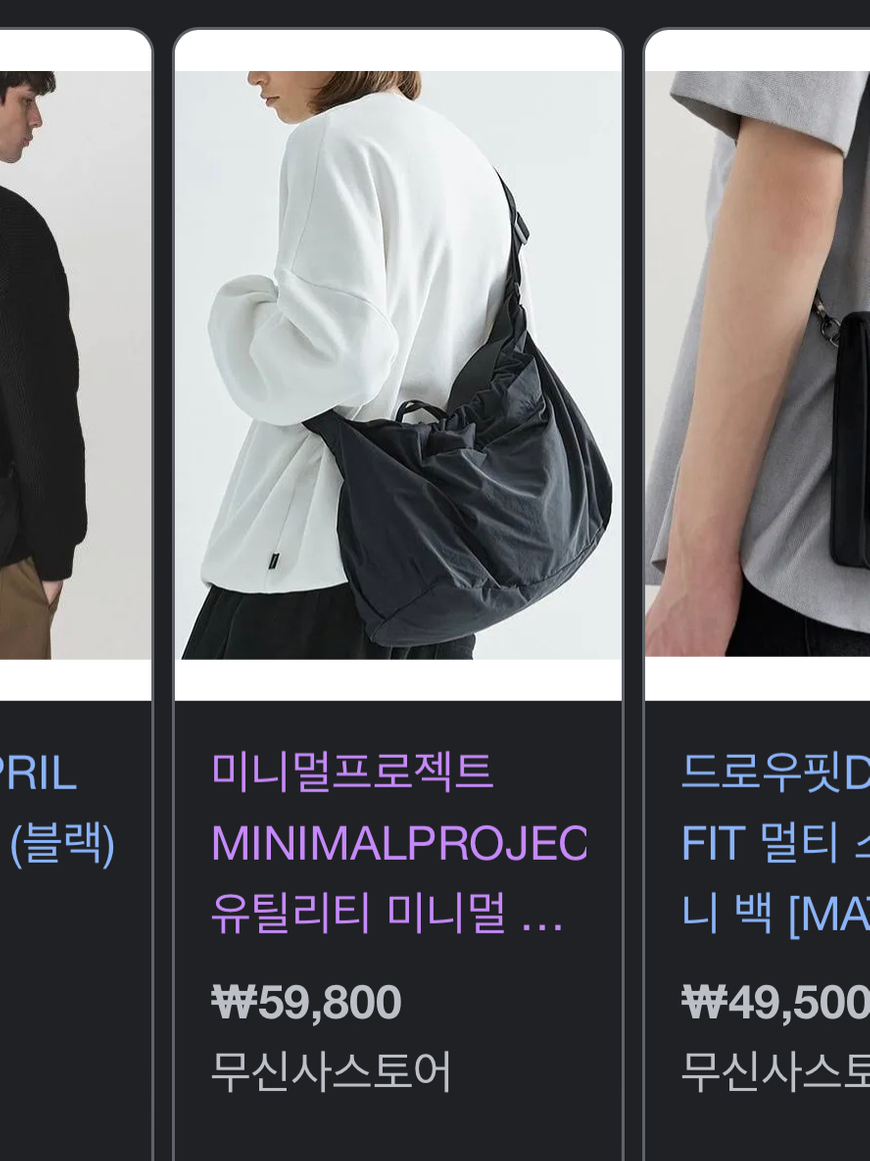 PRIL
(블랙)
미니멀프로젝트
MINIMALPROJEC
유틸리티 미니멀 ...
₩59,800
무신사스토어
드로우핏D
FIT 멀티
니 백 [MA
₩49,500
무신사스토